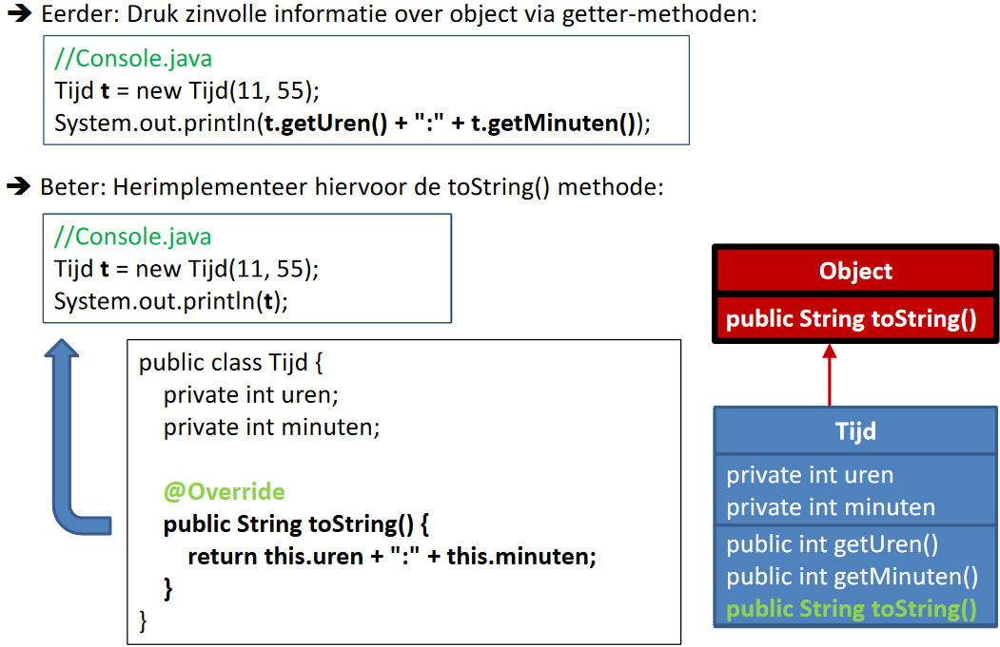 ➔ Eerder: Druk zinvolle informatie over object via getter-methoden:
//Console.java
Tijd t = new Tijd(11, 55);
System.out.println(t.getUren() + ":" + t.getMinuten());
➔ Beter: Herimplementeer hiervoor de toString() methode:
//Console.java
Tijd t = new Tijd(11, 55);
System.out.println(t);
public class Tijd {
private int uren;
private int minuten;
@Override
public String toString() {
return this.uren + ":" + this.minuten;
}
}
Object
public String toString()
Tijd
private int uren
private int minuten
public int getUren()
public int getMinuten()
public String toString()